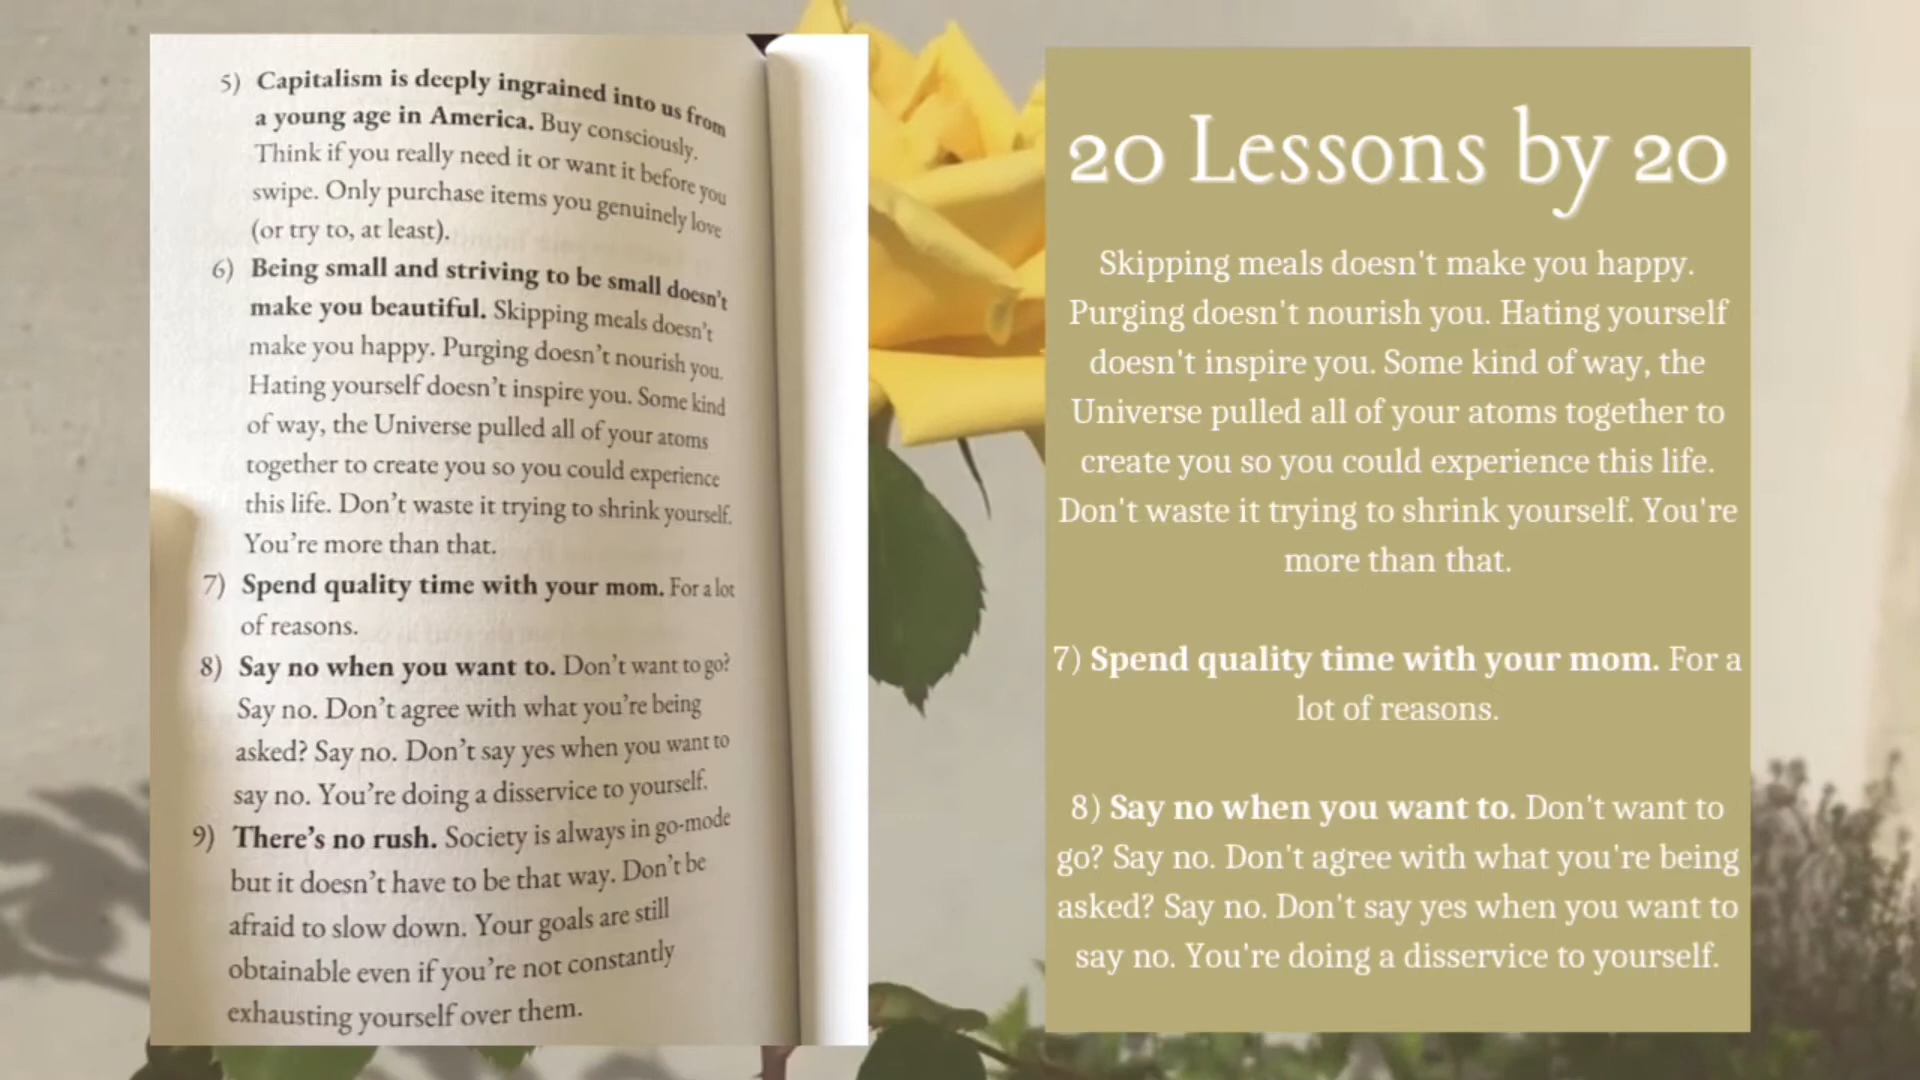 5) Capitalism is deeply ingrained into us from
a young age in America. Buy consciously.
Think if you really need it or want it before you
swipe. Only purchase items you genuinely love
(or try to, at least).
6) Being small and striving to be small doesn't
make you beautiful. Skipping meals doesn't
make you happy. Purging doesn't nourish you.
Hating yourself doesn't inspire you. Some kind
of way, the Universe pulled all of your atoms
together to create you so you could experience
this life. Don't waste it trying to shrink yourself.
You're more than that.
7) Spend quality time with your mom. For a lot
of reasons.
8) Say no when you want to. Don't want to go?
Say no. Don't agree with what you're being
asked? Say no. Don't say yes when you want to
say no. You're doing a disservice to yourself.
9) There's no rush. Society is always in go-mode
but it doesn't have to be that way. Don't be
afraid to slow down. Your goals are still
obtainable even if you're not constantly
exhausting yourself over them.
20 Lessons by 20
Skipping meals doesn't make you happy.
Purging doesn't nourish you. Hating yourself
doesn't inspire you. Some kind of way, the
Universe pulled all of your atoms together to
create you so you could experience this life.
Don't waste it trying to shrink yourself. You're
more than that.
7) Spend quality time with your mom. For a
lot of reasons.
8) Say no when you want to. Don't want to
go? Say no. Don't agree with what you're being
asked? Say no. Don't say yes when you want to
say no. You're doing a disservice to yourself.